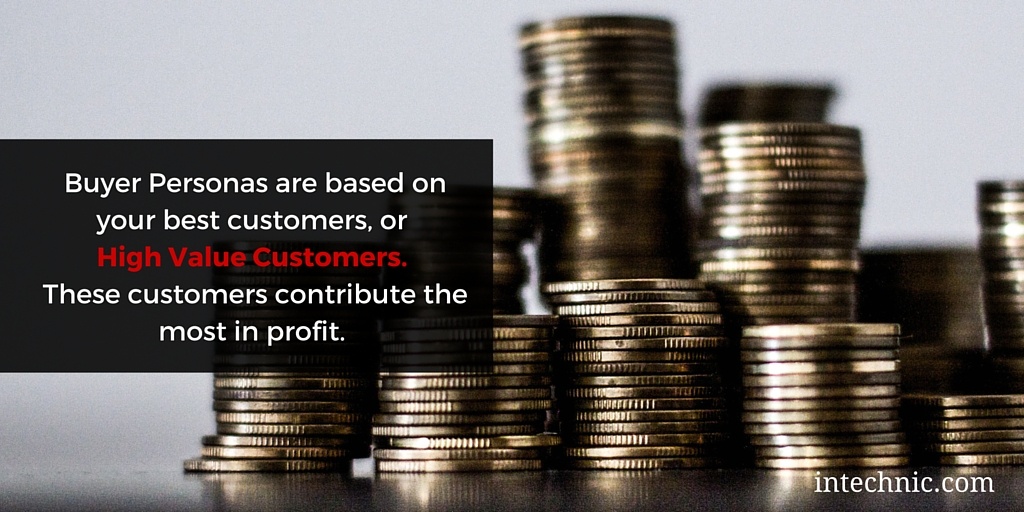 Buyer Personas are based on
your best customers, or
High Value Customers.
These customers contribute the
most in profit.
intechnic.com